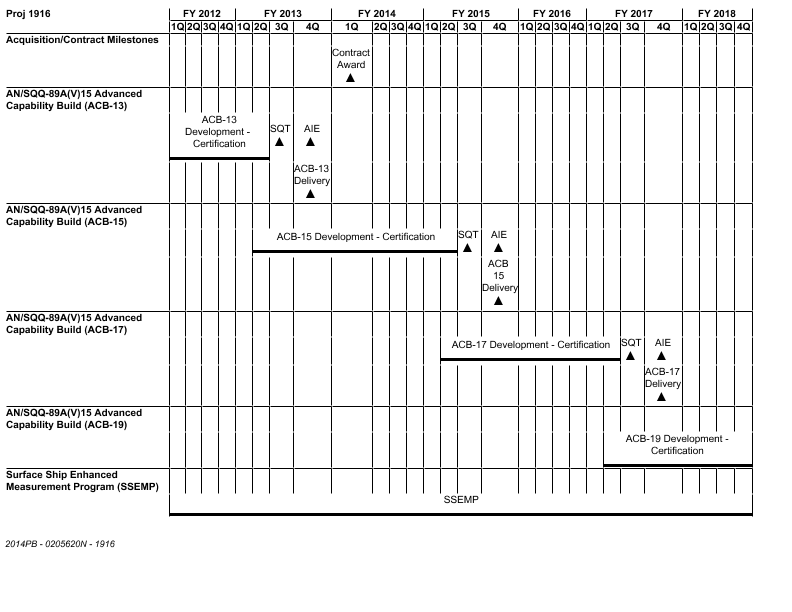 Proj 1916 FY 2012 FY 2013 FY 2014 FY 2015 FY 2016 FY 2017 FY 2018
1Q 2Q 3Q 4Q 1Q 2Q 3Q 4Q 1Q 2Q 3Q 4Q 1Q 2Q 3Q 4Q 1Q 2Q 3Q 4Q 1Q 2Q 3Q 4Q 1Q 2Q 3Q 4Q
Acquisition/Contract Milestones
Contract
Award
AN/SQQ-89A(V)15 Advanced
Capability Build (ACB-13)
ACB-13
Development -
Certification
SQT
AIE
ACB-13
Delivery
AN/SQQ-89A(V)15 Advanced
Capability Build (ACB-15)
ACB-15 Development - Certification
SQT
AIE
ACB
15
Delivery
AN/SQQ-89A(V)15 Advanced
Capability Build (ACB-17)
ACB-17 Development - Certification
SQT
AIE
ACB-17
Delivery
AN/SQQ-89A(V)15 Advanced
Capability Build (ACB-19)
ACB-19 Development -
Certification
Surface Ship Enhanced
Measurement Program (SSEMP)
SSEMP
2014PB - 0205620N - 1916